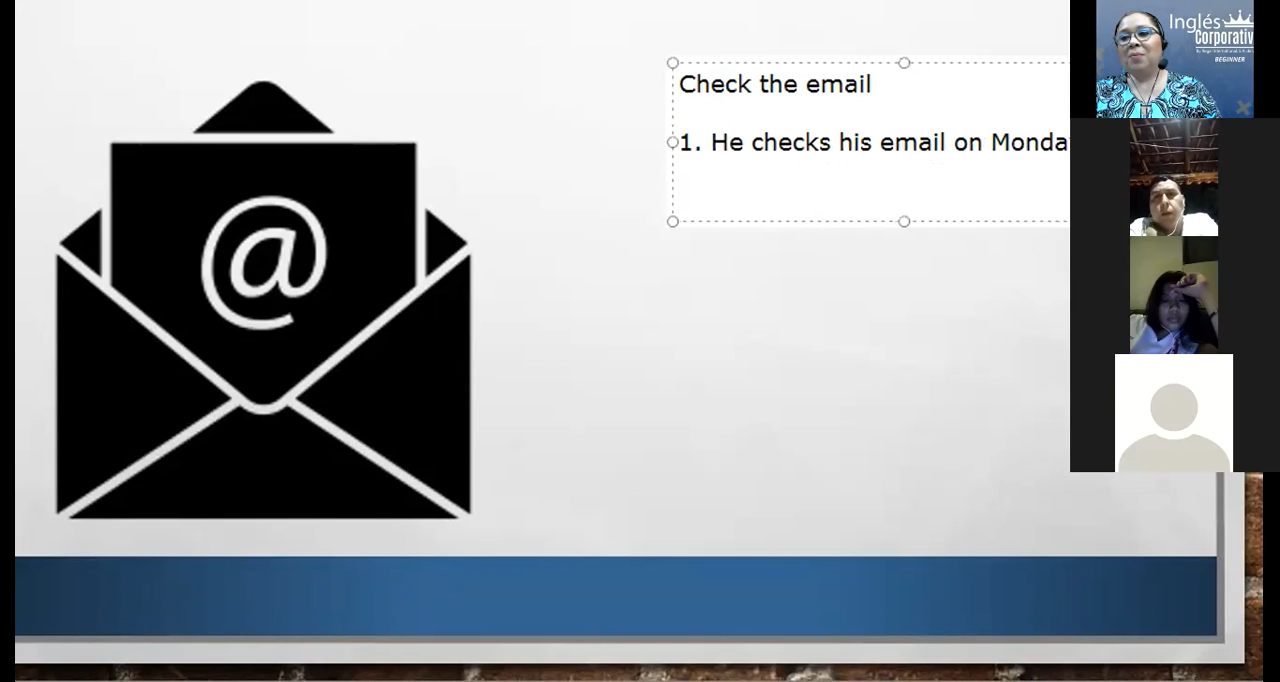 Check the email
1. He checks his email on Monda
@
Inglés
Corporativ
BEGINNER